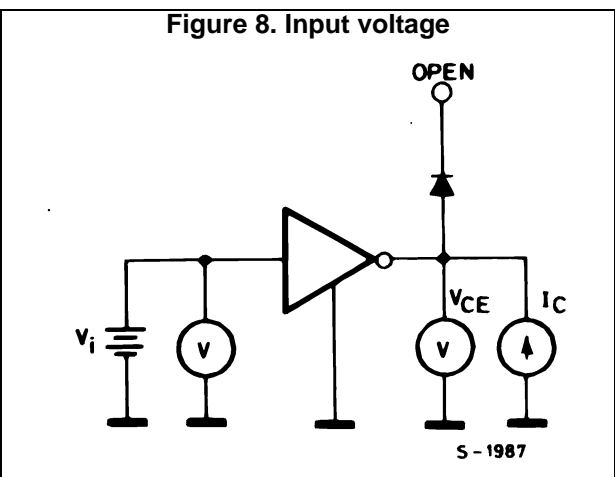 Figure 8. Input voltage
OPEN
Vi
V
VCE
V
IC
S-1987